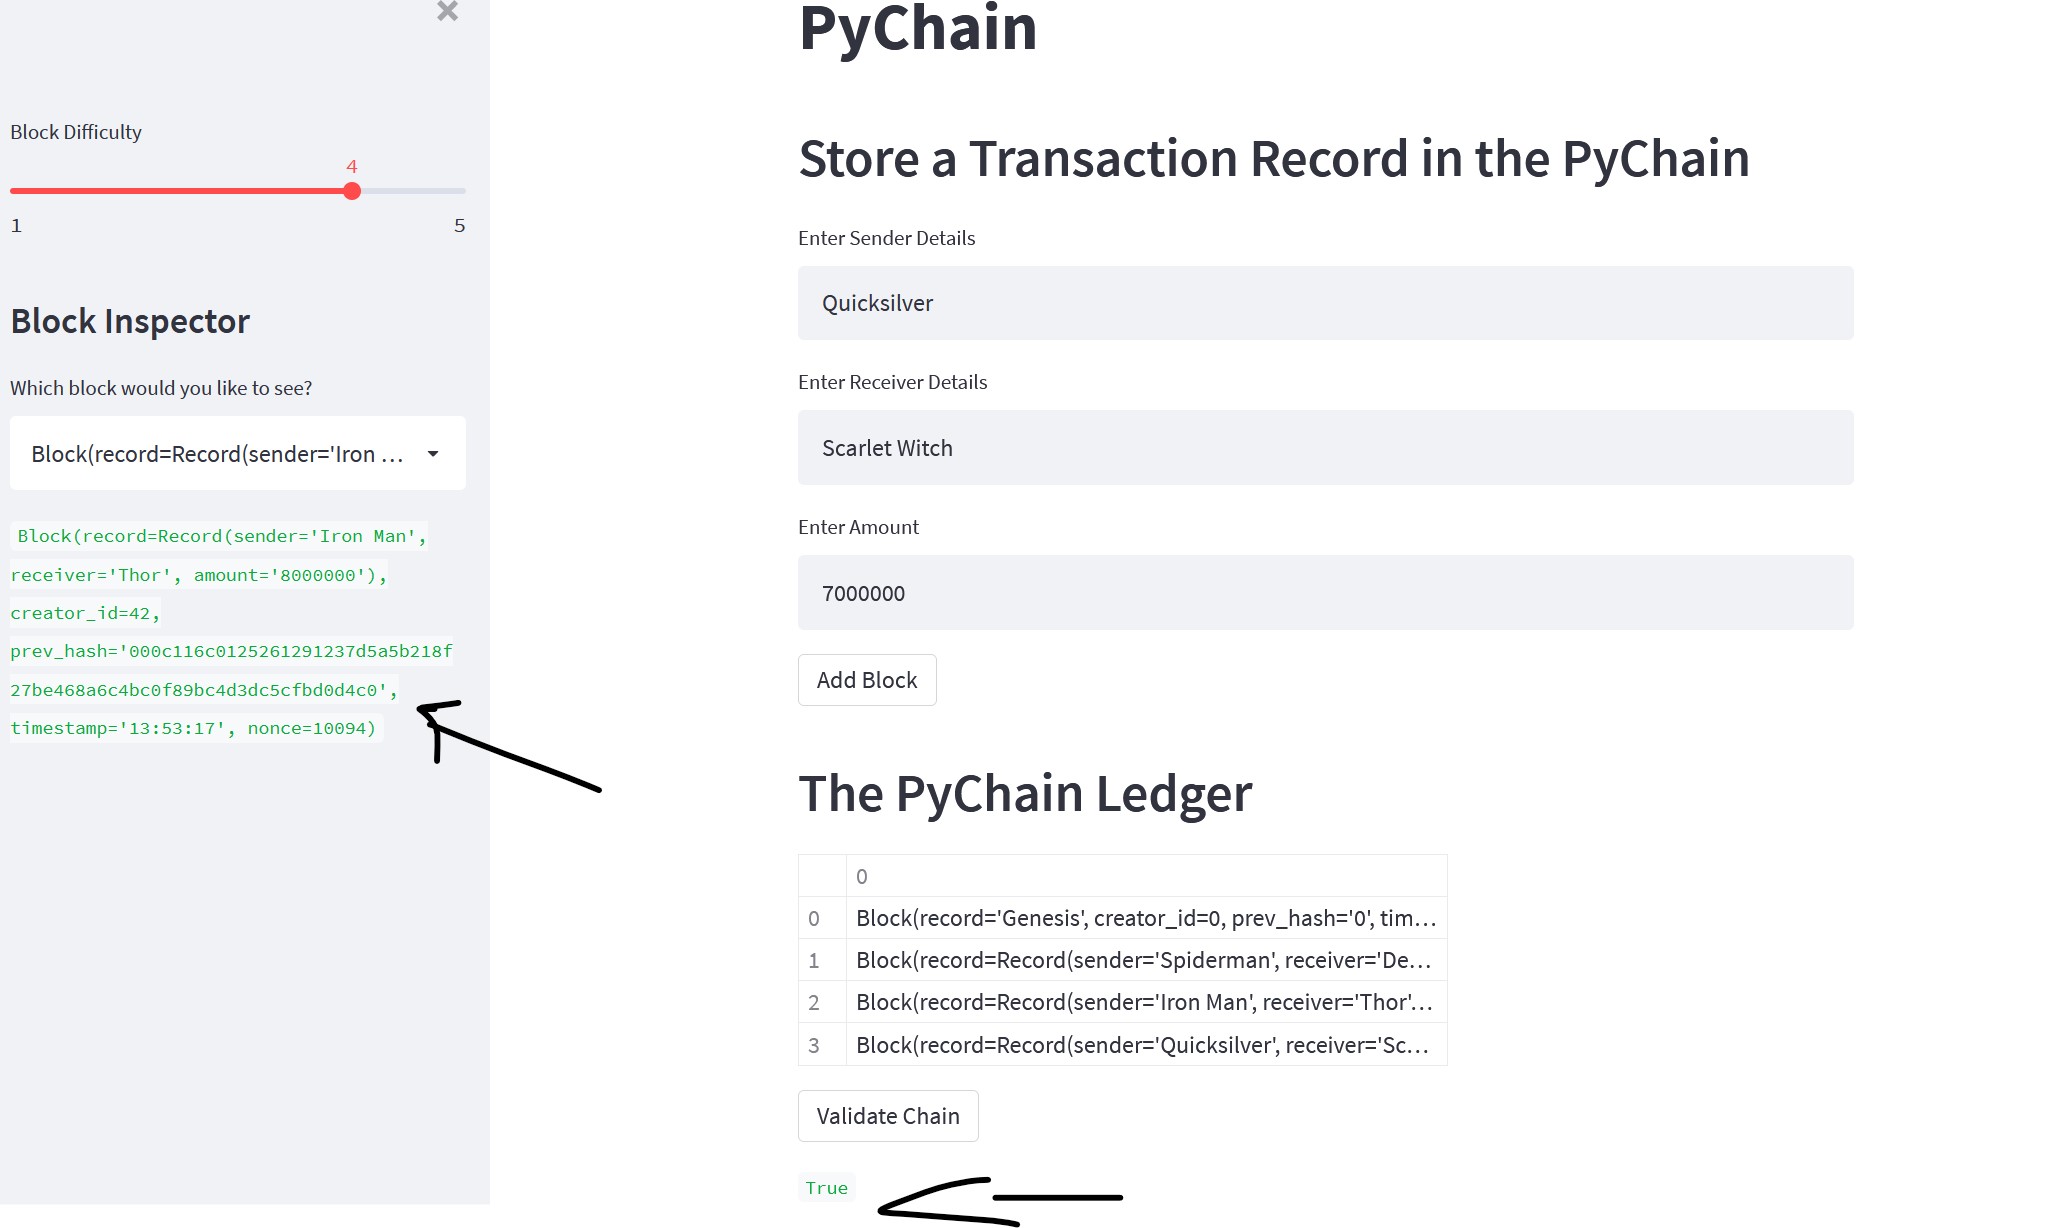 Block Difficulty
4
1 5
Block Inspector
Which block would you like to see?
Block(record=Record(sender='Iron ...
Block(record=Record(sender='Iron Man',
receiver='Thor', amount='8000000'),
creator_id=42,
prev_hash='000c116c0125261291237d5a5b218f
27be468a6c4bc0f89bc4d3dc5cfbd0d4c0',
timestamp='13:53:17', nonce=10094)
PyChain
Store a Transaction Record in the PyChain
Enter Sender Details
Quicksilver
Enter Receiver Details
Scarlet Witch
Enter Amount
7000000
Add Block
The PyChain Ledger
0
0 Block(record='Genesis', creator_id=0, prev_hash='0', tim...
1 Block(record=Record(sender='Spiderman', receiver='De...
2 Block(record=Record(sender='Iron Man', receiver='Thor'...
3 Block(record=Record(sender='Quicksilver', receiver='Sc...
Validate Chain
True